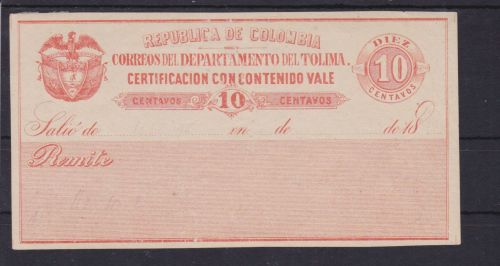 REPUBLICA DE COLOMBIA
CORREOS DEL DEPARTAMENTO DEL TOLIMA.
CERTIFICACION CON CONTENIDO VALE
CENTAVOS 10 CENTAVOS
DIEZ
10
CENTAVOS
Salió de en de de 18
Remite